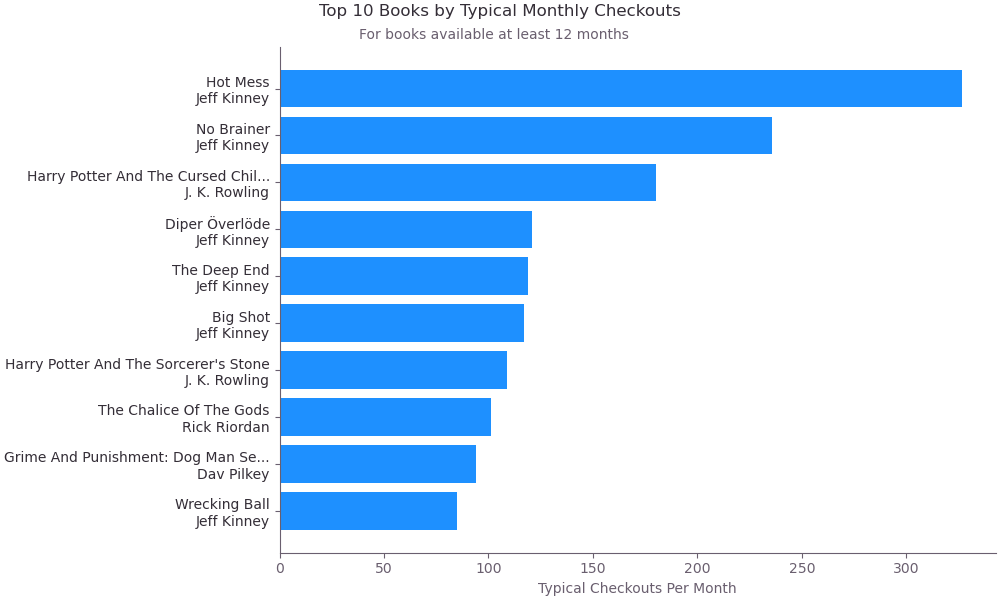 Top 10 Books by Typical Monthly Checkouts
For books available at least 12 months
Hot Mess
Jeff Kinney
No Brainer
Jeff Kinney
Harry Potter And The Cursed Chil...
J. K. Rowling
Diper Överlöde
Jeff Kinney
The Deep End
Jeff Kinney
Big Shot
Jeff Kinney
Harry Potter And The Sorcerer's Stone
J. K. Rowling
The Chalice Of The Gods
Rick Riordan
Grime And Punishment: Dog Man Se...
Dav Pilkey
Wrecking Ball
Jeff Kinney
0 50 100 150 200 250 300
Typical Checkouts Per Month